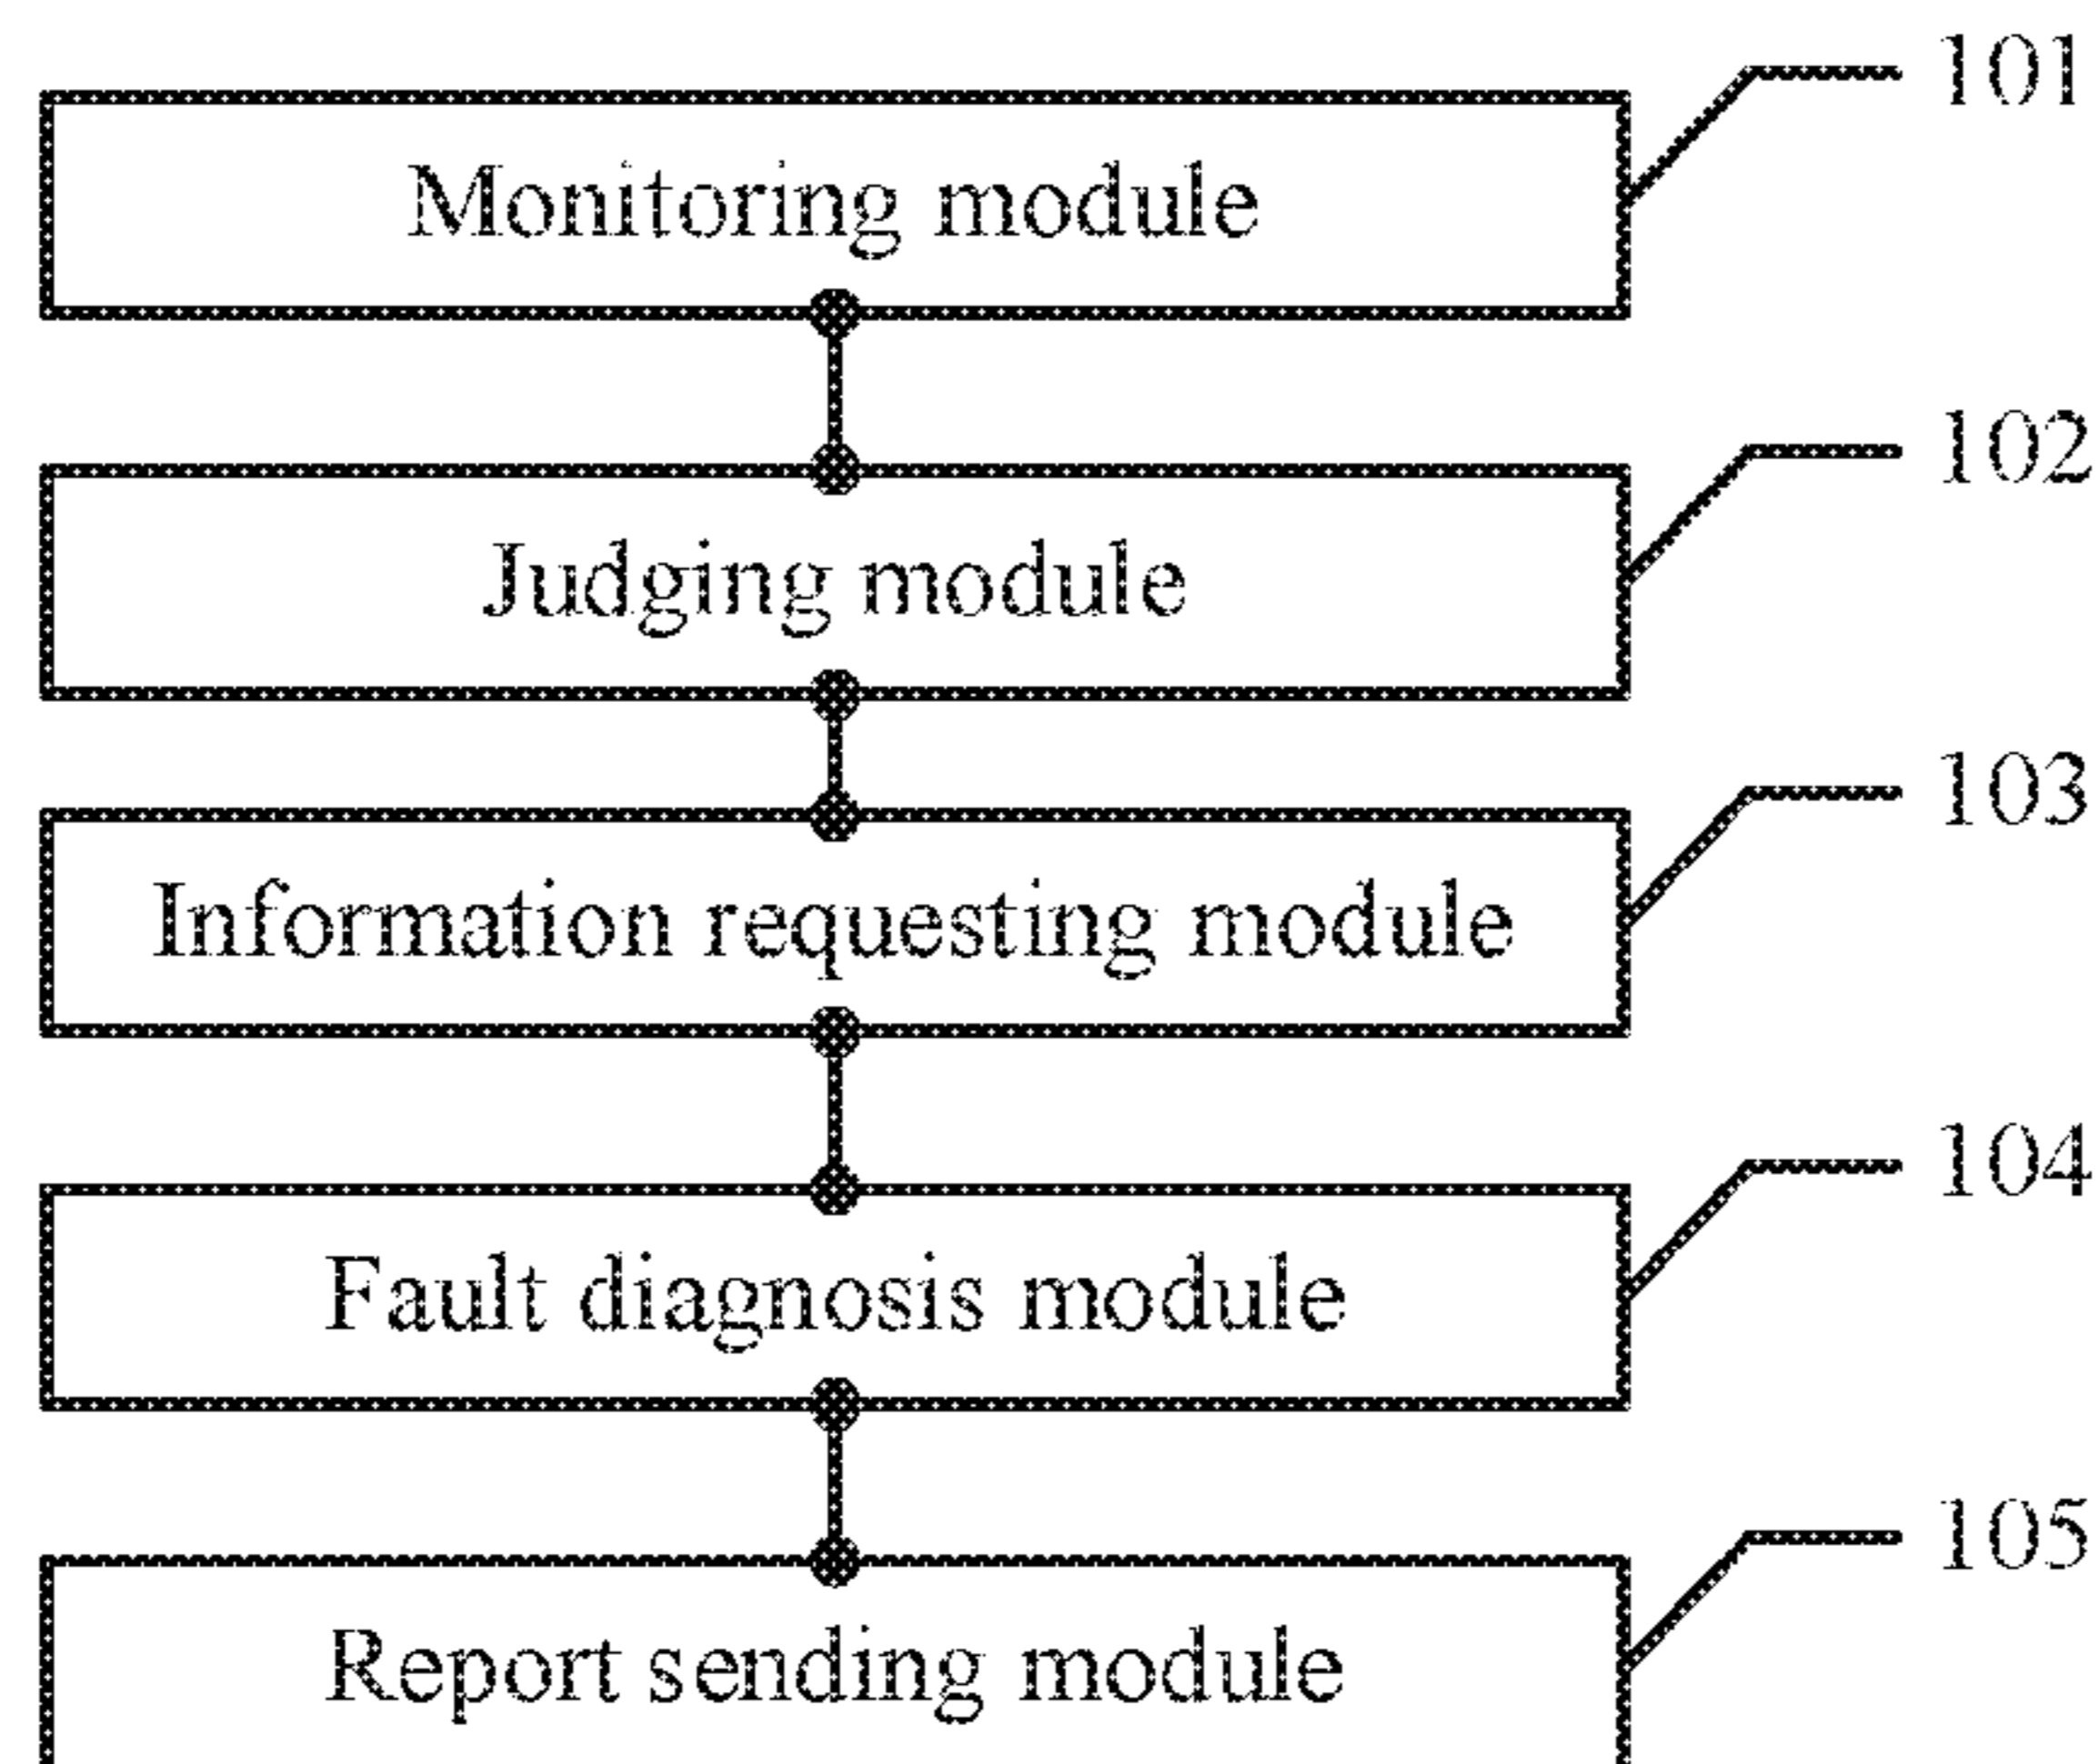 101
Monitoring module
102
Judging module
103
Information requesting module
104
Fault diagnosis module
105
Report sending module